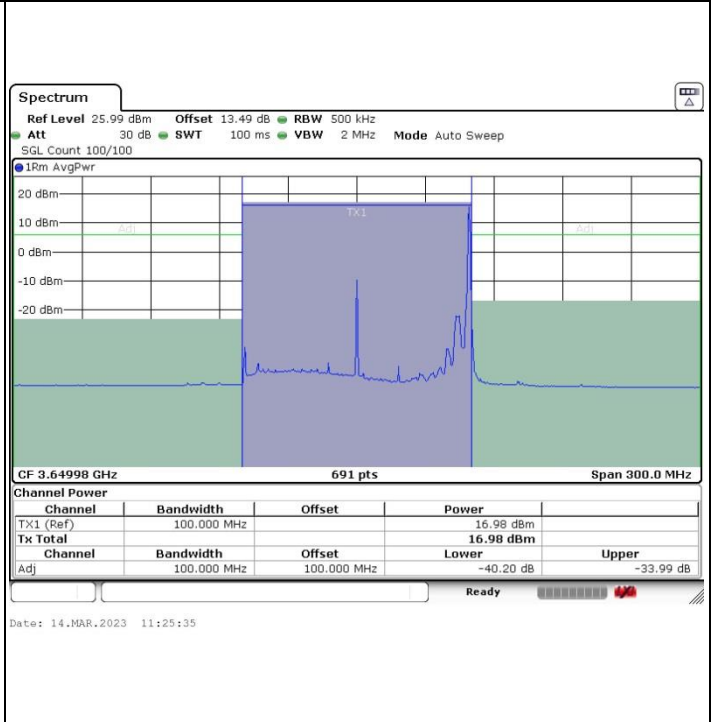 Spectrum
Ref Level 25.99 dBm Offset 13.49 dB RBW 500 kHz
Att 30 dB SWT 100 ms VBW 2 MHz Mode Auto Sweep
SGL Count 100/100
1Rm AvgPwr
20 dBm
TX1
10 dBm
Adj Adj
0 dBm
-10 dBm
-20 dBm
CF 3.64998 GHz 691 pts Span 300.0 MHz
Channel Power
Channel Bandwidth Offset Power
TX1 (Ref) 100.000 MHz 16.98 dBm
Tx Total 16.98 dBm
Channel Bandwidth Offset Lower Upper
Adj 100.000 MHz 100.000 MHz -40.20 dB -33.99 dB
Ready
Date: 14.MAR.2023 11:25:35